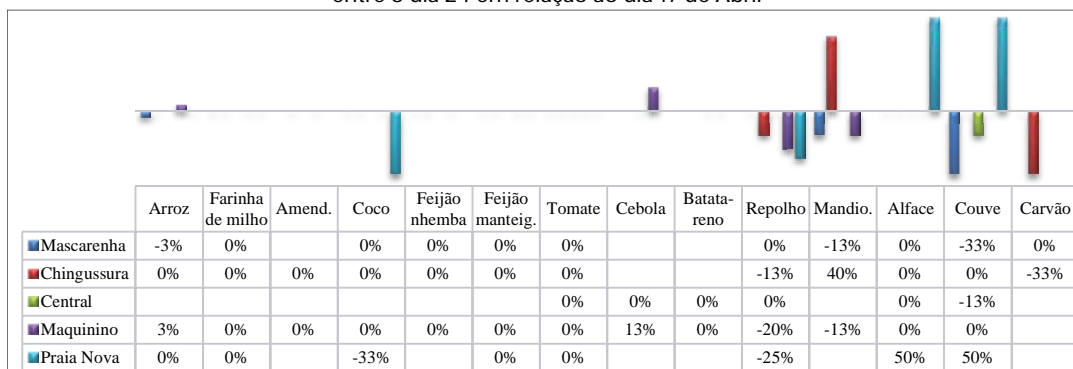 entre o dia 24 em relação ao dia 17 de Abril
Arroz Farinha de milho Amend. Coco Feijão nhemba Feijão manteig. Tomate Cebola Batata-reno Repolho Mandio. Alface Couve Carvão
Mascarenha -3% 0% 0% 0% 0% 0% 0% -13% 0% -33% 0%
Chingussura 0% 0% 0% 0% 0% 0% 0% -13% 40% 0% 0% -33%
Central 0% 0% 0% 0% 0% -13%
Maquinino 3% 0% 0% 0% 0% 0% 0% 13% 0% -20% -13% 0% 0%
Praia Nova 0% 0% -33% 0% 0% -25% 50% 50%